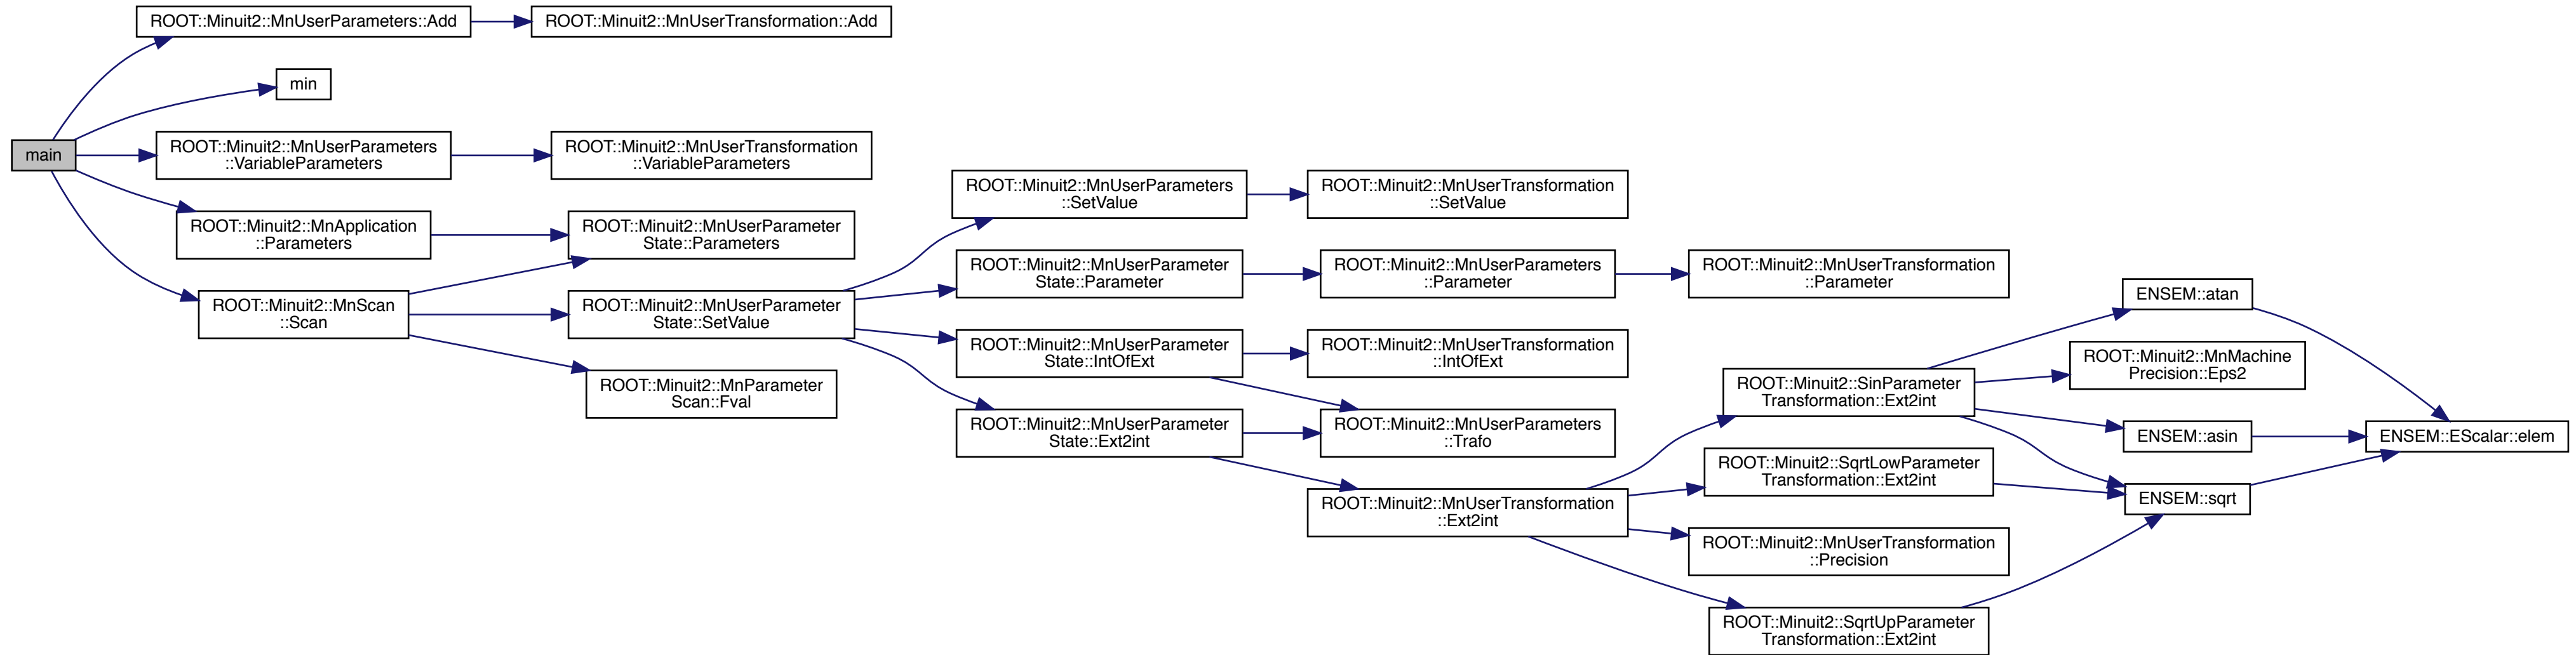 main
ROOT::Minuit2::MnUserParameters::Add
ROOT::Minuit2::MnUserTransformation::Add
min
ROOT::Minuit2::MnUserParameters
::VariableParameters
ROOT::Minuit2::MnUserTransformation
::VariableParameters
ROOT::Minuit2::MnApplication
::Parameters
ROOT::Minuit2::MnUserParameter
State::Parameters
ROOT::Minuit2::MnScan
::Scan
ROOT::Minuit2::MnUserParameter
State::SetValue
ROOT::Minuit2::MnParameter
Scan::Fval
ROOT::Minuit2::MnUserParameters
::SetValue
ROOT::Minuit2::MnUserTransformation
::SetValue
ROOT::Minuit2::MnUserParameter
State::Parameter
ROOT::Minuit2::MnUserParameters
::Parameter
ROOT::Minuit2::MnUserTransformation
::Parameter
ROOT::Minuit2::MnUserParameter
State::IntOfExt
ROOT::Minuit2::MnUserTransformation
::IntOfExt
ROOT::Minuit2::MnUserParameter
State::Ext2int
ROOT::Minuit2::MnUserParameters
::Trafo
ROOT::Minuit2::MnUserTransformation
::Ext2int
ROOT::Minuit2::SinParameter
Transformation::Ext2int
ROOT::Minuit2::SqrtLowParameter
Transformation::Ext2int
ROOT::Minuit2::MnUserTransformation
::Precision
ROOT::Minuit2::SqrtUpParameter
Transformation::Ext2int
ENSEM::atan
ROOT::Minuit2::MnMachine
Precision::Eps2
ENSEM::asin
ENSEM::sqrt
ENSEM::EScalar::elem